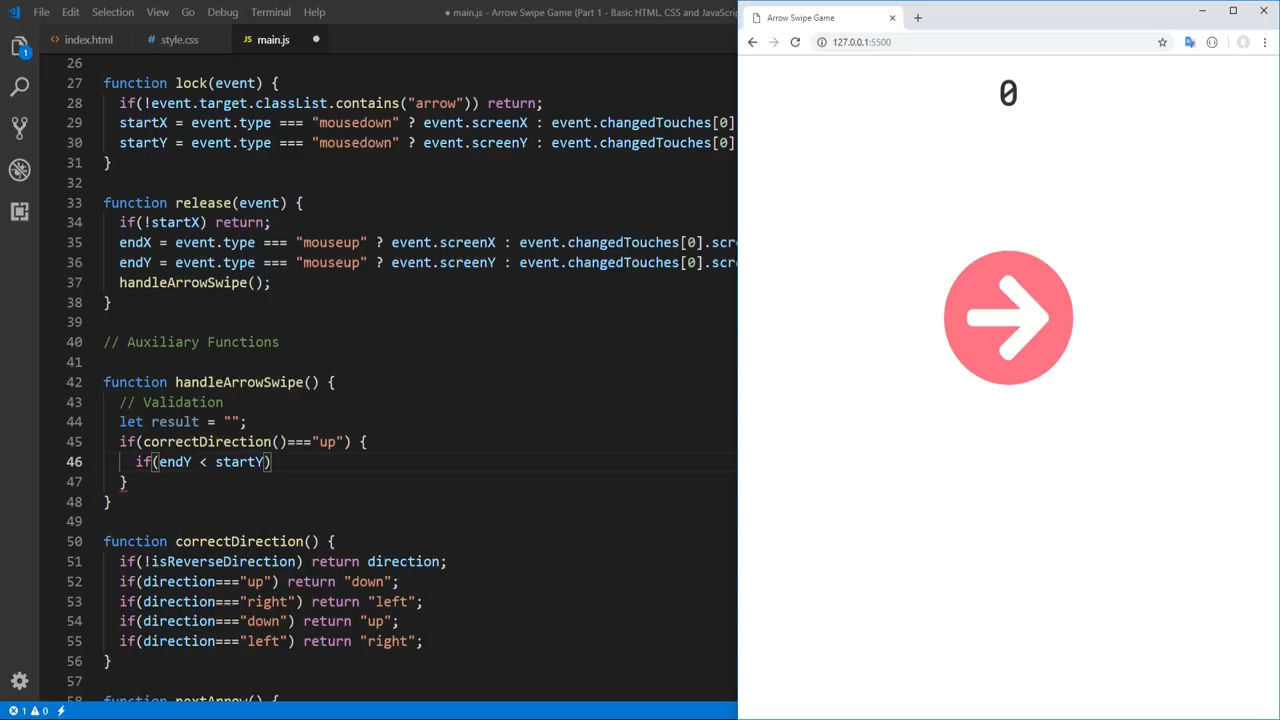 File Edit Selection View Go Debug Terminal Help
● main.js - Arrow Swipe Game (Part 1 - Basic HTML, CSS and JavaScrip
<> index.html
# style.css
JS main.js ●
1
26
27 function lock(event) {
28 if(!event.target.classList.contains("arrow")) return;
29 startX = event.type === "mousedown" ? event.screenX : event.changedTouches[0]
30 startY = event.type === "mousedown" ? event.screenY : event.changedTouches[0]
31 }
32
33 function release(event) {
34 if(!startX) return;
35 endX = event.type === "mouseup" ? event.screenX : event.changedTouches[0].scr
36 endY = event.type === "mouseup" ? event.screenY : event.changedTouches[0].scr
37 handleArrowSwipe();
38 }
39
40 // Auxiliary Functions
41
42 function handleArrowSwipe() {
43 // Validation
44 let result = "";
45 if(correctDirection()==="up") {
46 if(endY < startY)
47 }
48 }
49
50 function correctDirection() {
51 if(!isReverseDirection) return direction;
52 if(direction==="up") return "down";
53 if(direction==="right") return "left";
54 if(direction==="down") return "up";
55 if(direction==="left") return "right";
56 }
57
58 function nextArrow() {
1 0
Arrow Swipe Game
127.0.0.1:5500
0